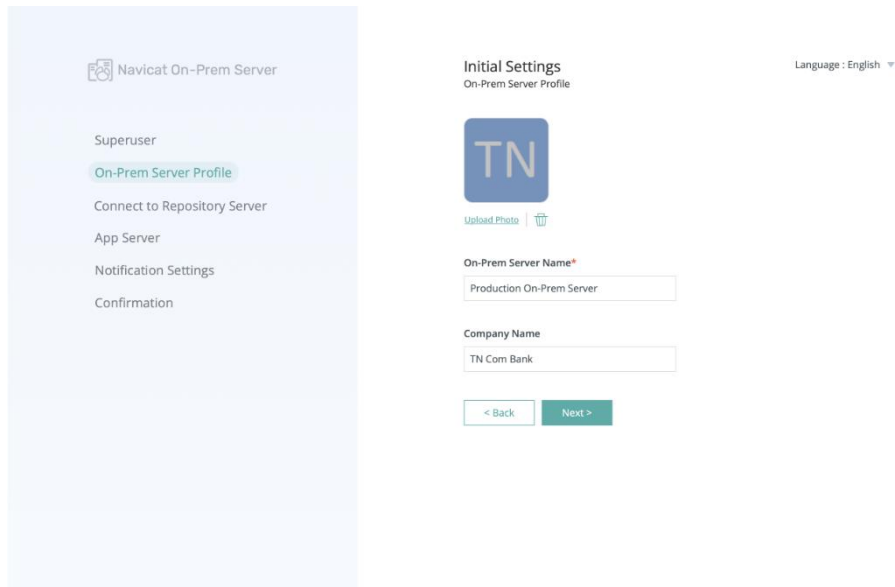 Navicat On-Prem Server
Superuser
On-Prem Server Profile
Connect to Repository Server
App Server
Notification Settings
Confirmation
Initial Settings
On-Prem Server Profile
Language : English
TN
Upload Photo
On-Prem Server Name*
Production On-Prem Server
Company Name
TN Com Bank
< Back
Next >